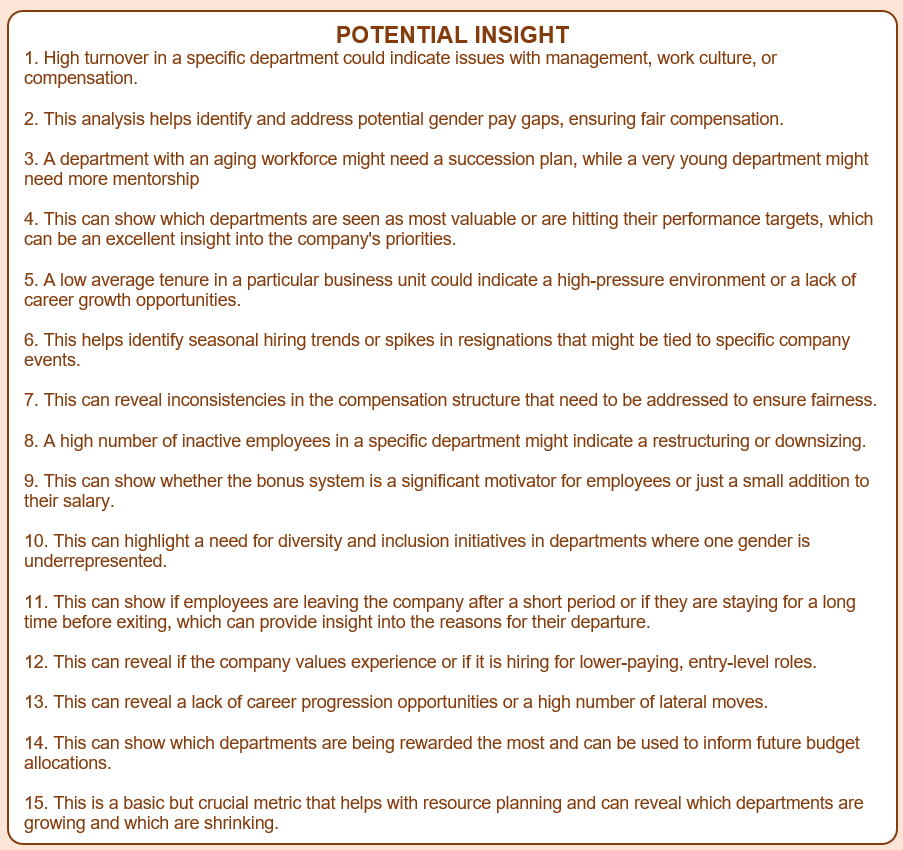 POTENTIAL INSIGHT
1. High turnover in a specific department could indicate issues with management, work culture, or
compensation.
2. This analysis helps identify and address potential gender pay gaps, ensuring fair compensation.
3. A department with an aging workforce might need a succession plan, while a very young department might
need more mentorship
4. This can show which departments are seen as most valuable or are hitting their performance targets, which
can be an excellent insight into the company's priorities.
5. A low average tenure in a particular business unit could indicate a high-pressure environment or a lack of
career growth opportunities.
6. This helps identify seasonal hiring trends or spikes in resignations that might be tied to specific company
events.
7. This can reveal inconsistencies in the compensation structure that need to be addressed to ensure fairness.
8. A high number of inactive employees in a specific department might indicate a restructuring or downsizing.
9. This can show whether the bonus system is a significant motivator for employees or just a small addition to
their salary.
10. This can highlight a need for diversity and inclusion initiatives in departments where one gender is
underrepresented.
11. This can show if employees are leaving the company after a short period or if they are staying for a long
time before exiting, which can provide insight into the reasons for their departure.
12. This can reveal if the company values experience or if it is hiring for lower-paying, entry-level roles.
13. This can reveal a lack of career progression opportunities or a high number of lateral moves.
14. This can show which departments are being rewarded the most and can be used to inform future budget
allocations.
15. This is a basic but crucial metric that helps with resource planning and can reveal which departments are
growing and which are shrinking.